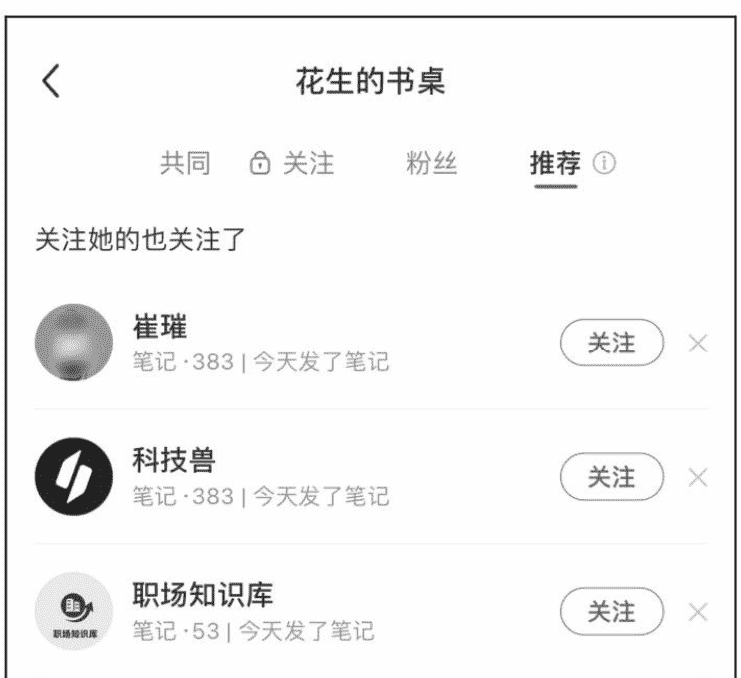 花生的书桌
共同 关注 粉丝 推荐
关注她的也关注了
崔璀
笔记·383 | 今天发了笔记
关注
科技兽
笔记·383 | 今天发了笔记
关注
职场知识库
职场知识库
笔记·53 | 今天发了笔记
关注